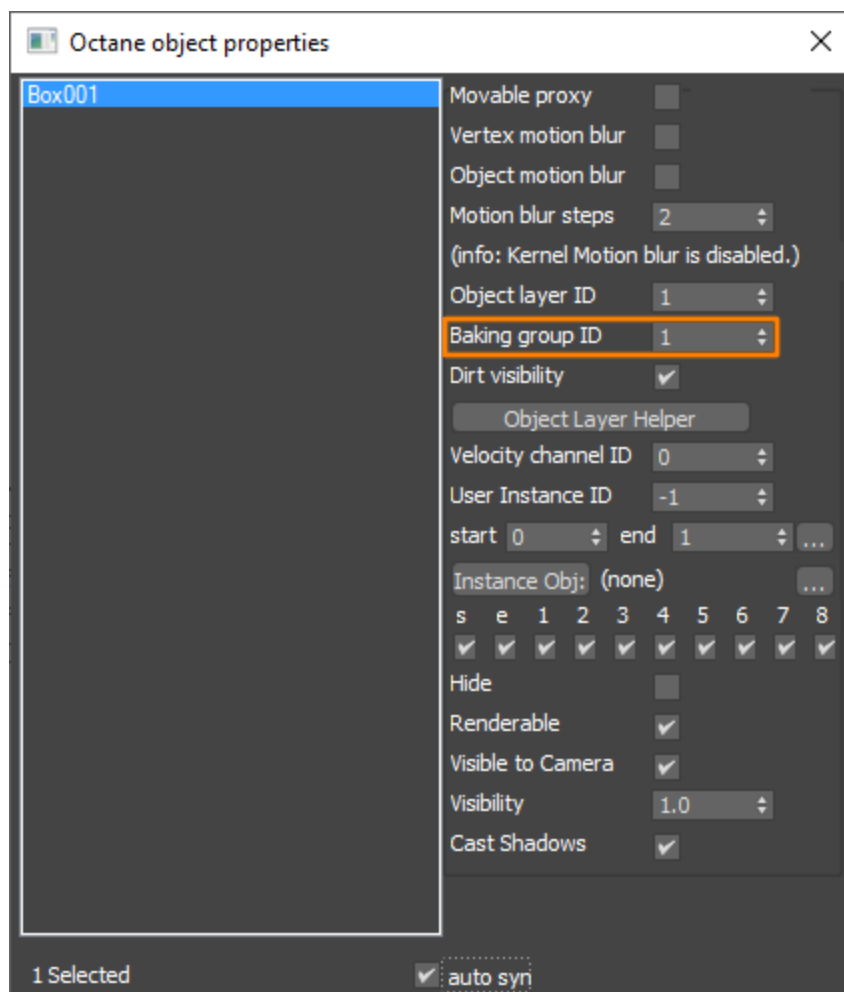 Octane object properties
Box001
Movable proxy
Vertex motion blur
Object motion blur
Motion blur steps 2
(info: Kernel Motion blur is disabled.)
Object layer ID 1
Baking group ID 1
Dirt visibility
Object Layer Helper
Velocity channel ID 0
User Instance ID -1
start 0 end 1 ...
Instance Obj: (none) ...
s e 1 2 3 4 5 6 7 8
Hide
Renderable
Visible to Camera
Visibility 1.0
Cast Shadows
1 Selected auto syn